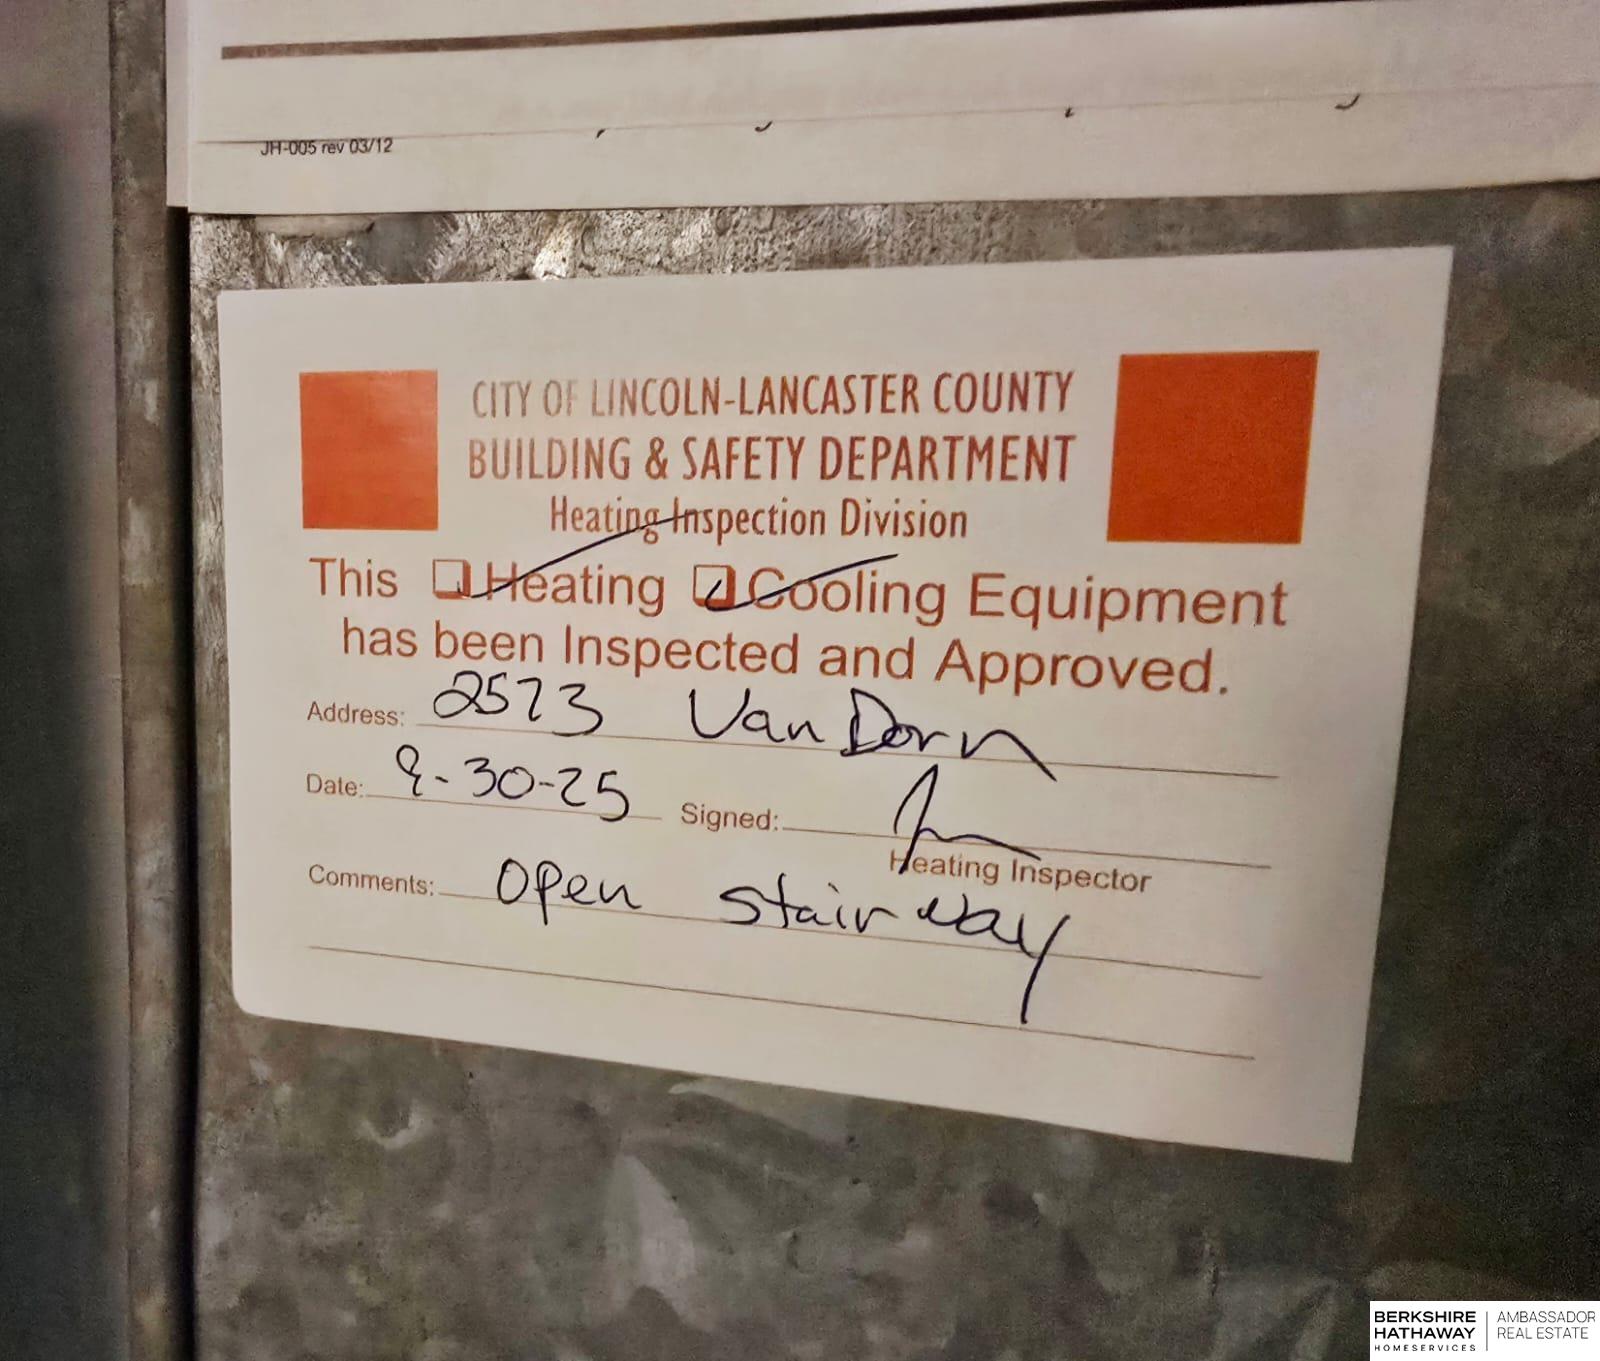 JH-005 rev 03/12
CITY OF LINCOLN-LANCASTER COUNTY
BUILDING & SAFETY DEPARTMENT
Heating Inspection Division
This ☑ Heating ☑ Cooling Equipment
has been Inspected and Approved.
Address: 2573 Van Dorn
Date: 9-30-25 Signed:
Heating Inspector
Comments: Open stairway
BERKSHIRE HATHAWAY HOMESERVICES
AMBASSADOR REAL ESTATE